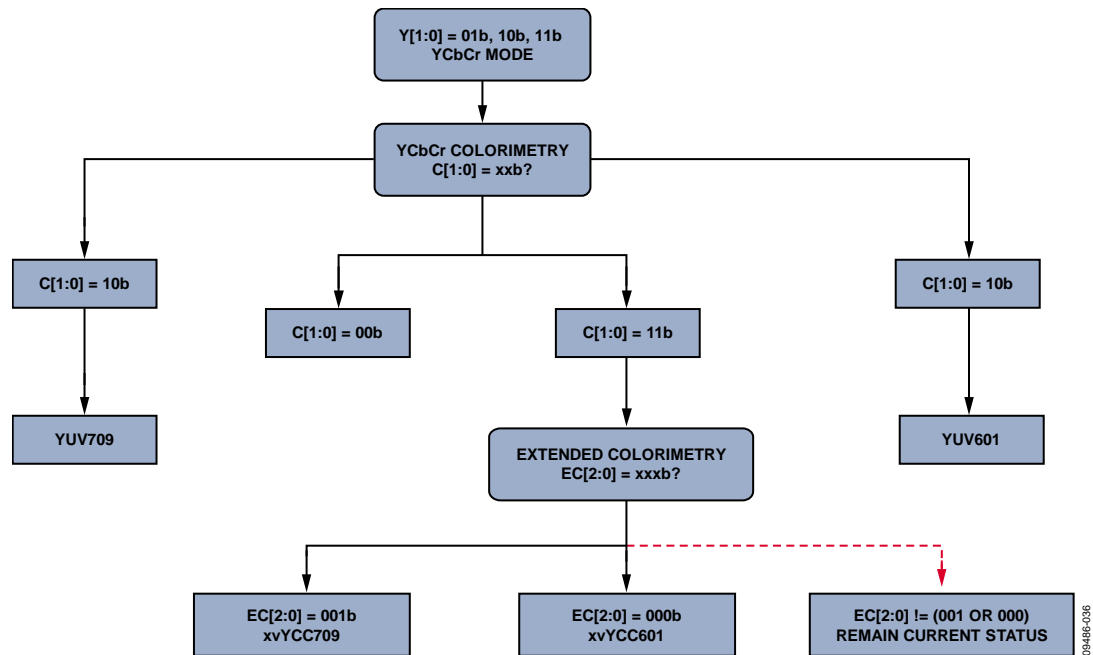 Y[1:0] = 01b, 10b, 11b
YCbCr MODE
YCbCr COLORIMETRY
C[1:0] = xxb?
C[1:0] = 10b
C[1:0] = 00b
C[1:0] = 11b
C[1:0] = 10b
YUV709
YUV601
EXTENDED COLORIMETRY
EC[2:0] = xxxb?
EC[2:0] = 001b
xvYCC709
EC[2:0] = 000b
xvYCC601
EC[2:0] != (001 OR 000)
REMAIN CURRENT STATUS
09486-036